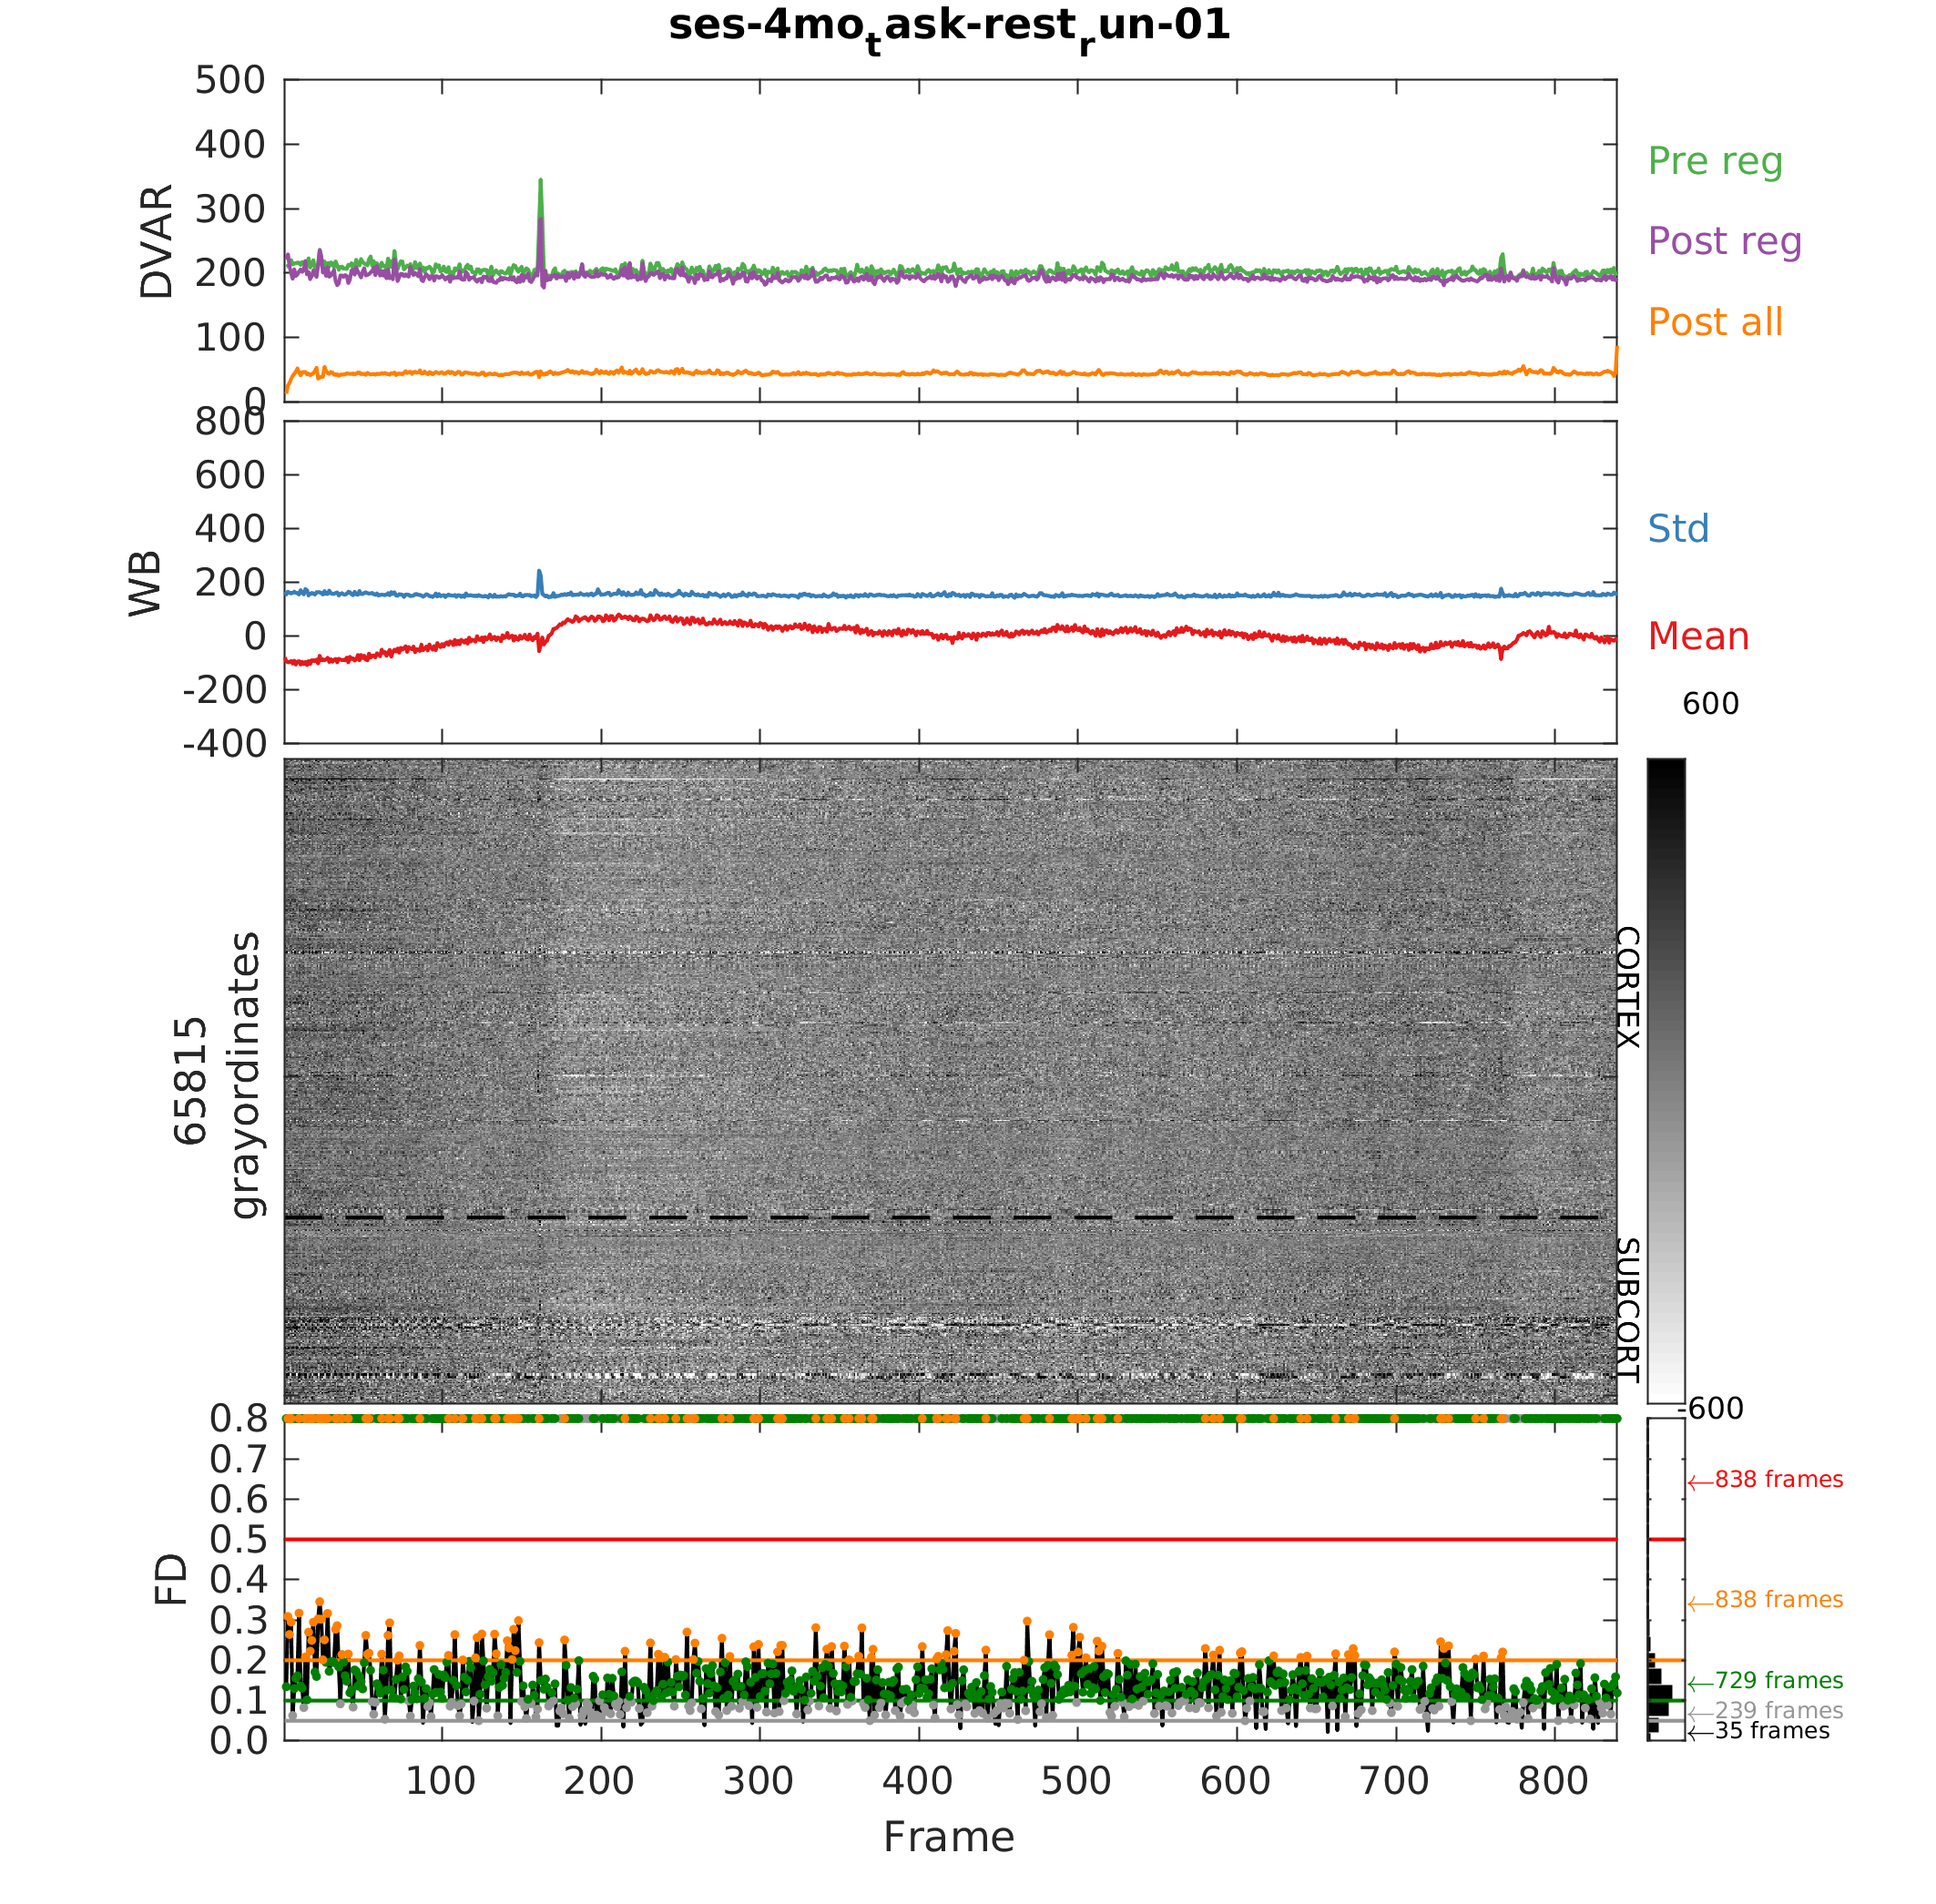 ses-4mo_task-rest_run-01
500
400
300
200
100
0
DVAR
Pre reg
Post reg
Post all
800
600
400
200
0
-200
-400
WB
Std
Mean
600
65815
grayordinates
CORTEX
SUBCORT
-600
0.8
0.7
0.6
0.5
0.4
0.3
0.2
0.1
0.0
FD
←838 frames
←838 frames
←729 frames
←239 frames
←35 frames
100 200 300 400 500 600 700 800
Frame